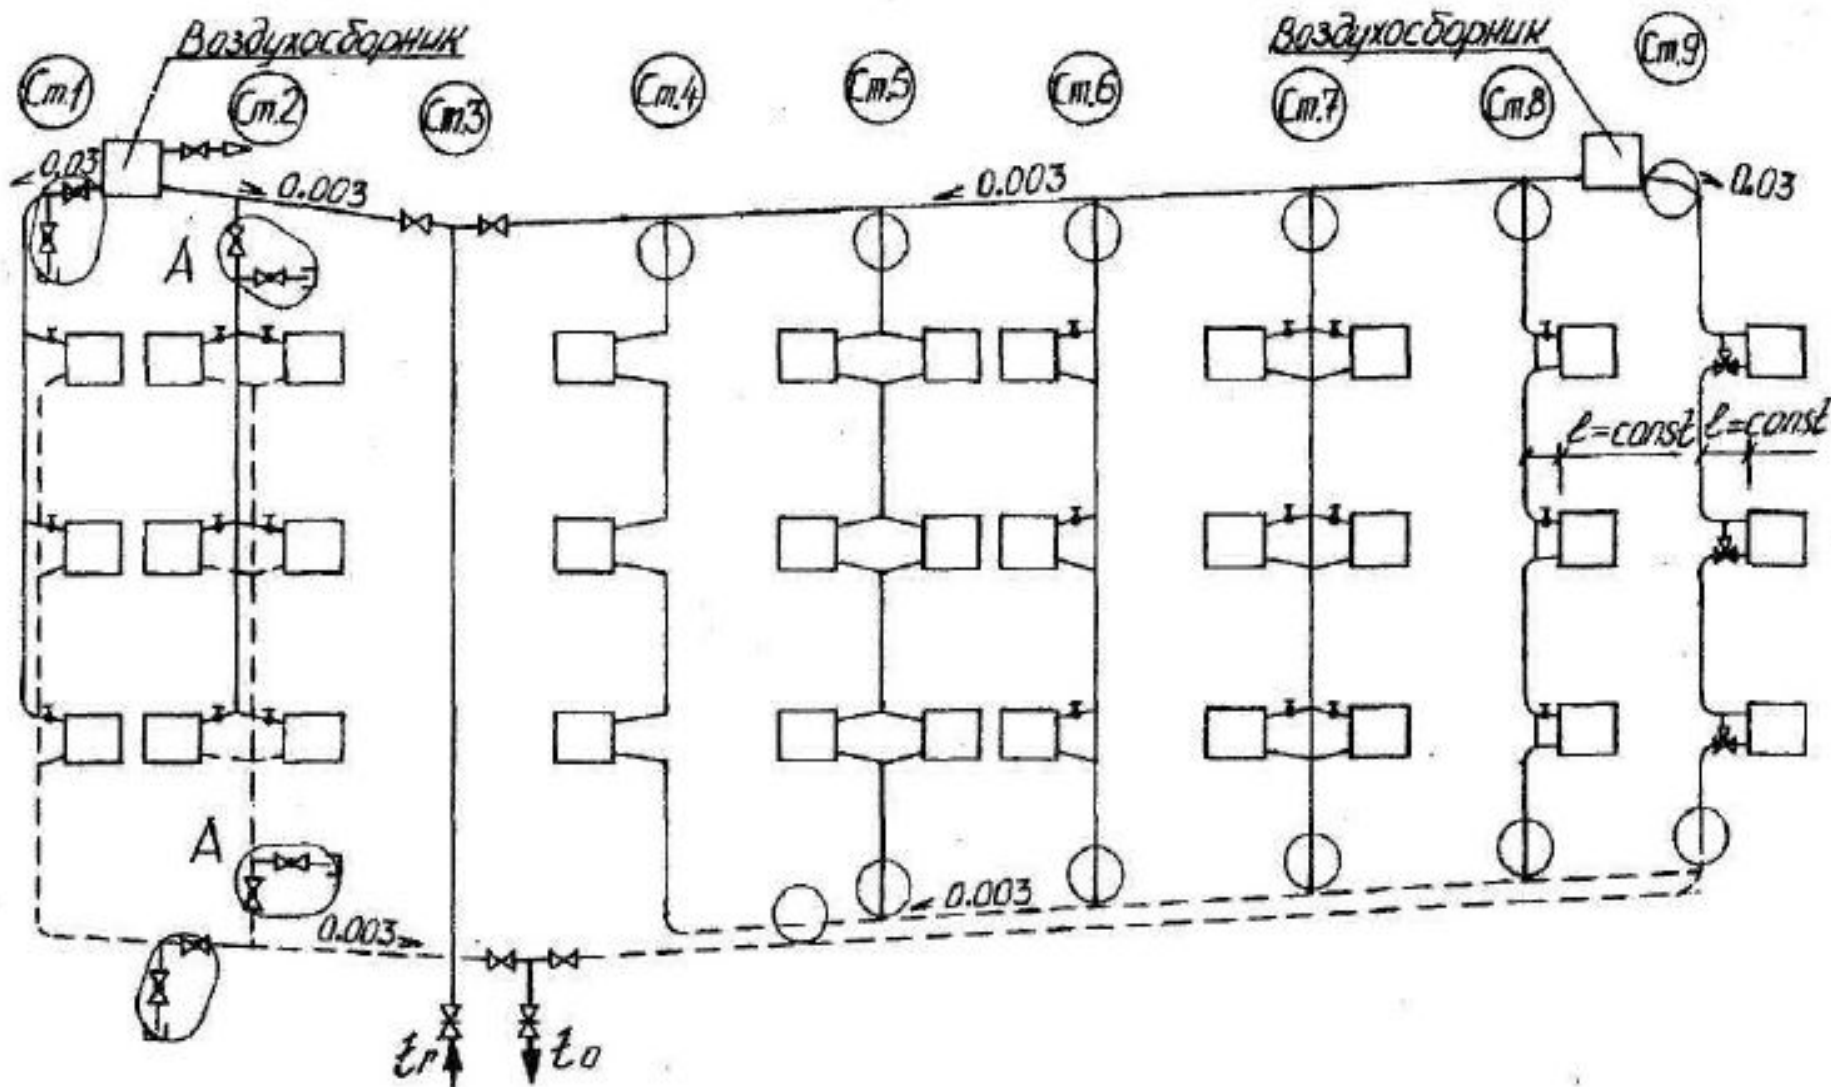 Воздухосборник
Воздухосборник
Ст.1
Ст.2
Ст.3
Ст.4
Ст.5
Ст.6
Ст.7
Ст.8
Ст.9
0,03
0.003
0.003
0.03
А
l=const
l=const
А
0.003
0.003
tг
tо